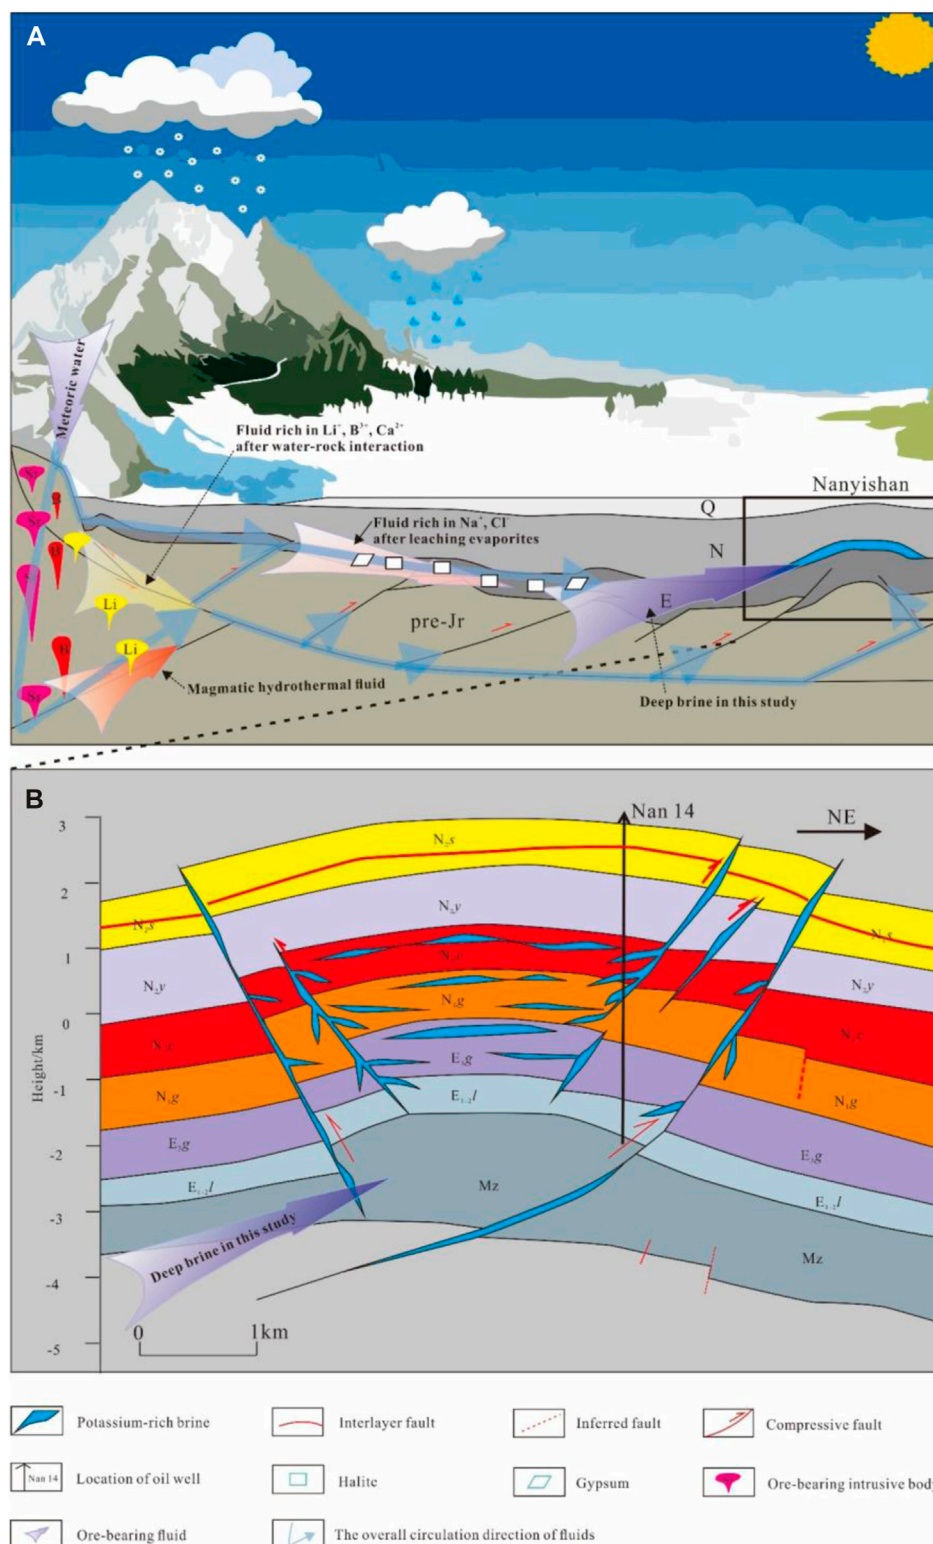 A
Meteoric water
Fluid rich in Li⁺, B³⁺, Ca²⁺
after water-rock interaction
Nanyishan
Q
Fluid rich in Na⁺, Cl⁻
after leaching evaporites
N
E
Sr
B
Sr
B
Li
Li
B
Sr
pre-Jr
Magmatic hydrothermal fluid
Deep brine in this study
B
Nan 14
NE
3
2
1
0
-1
-2
-3
-4
-5
Height/km
N₂s
N₂s
N₂s
N₂y
N₂y
N₂y
N₁g
N₁g
N₁g
E₃g
E₃g
E₃g
E₁₋₂l
E₁₋₂l
E₁₋₂l
Mz
Mz
Deep brine in this study
0 1km
Potassium-rich brine
Interlayer fault
Inferred fault
Compressive fault
Nan 14
Location of oil well
Halite
Gypsum
Ore-bearing intrusive body
Ore-bearing fluid
The overall circulation direction of fluids